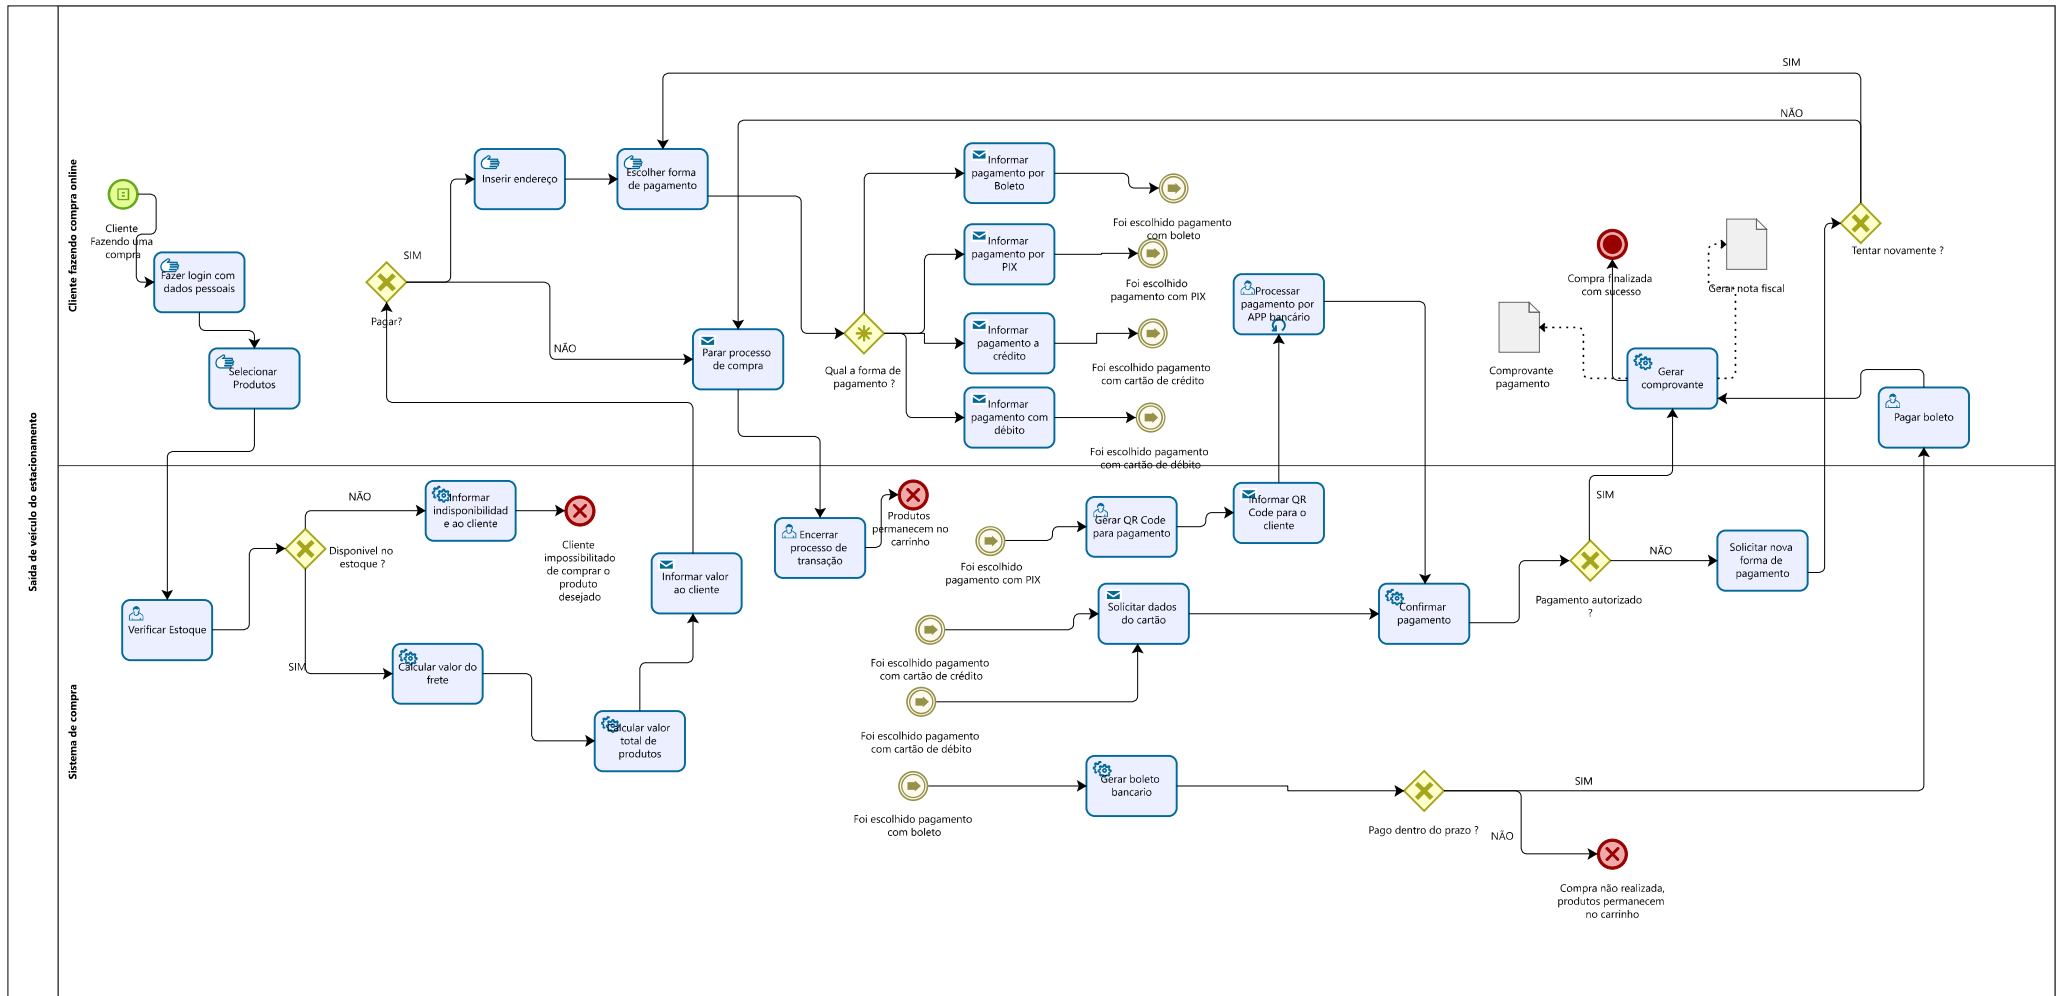 Saída de veículo do estacionamento
Cliente fazendo compra online
Sistema de compra
Cliente
Fazendo uma
compra
Fazer login com
dados pessoais
Selecionar
Produtos
Pagar?
SIM
NÃO
Inserir endereço
Escolher forma
de pagamento
Parar processo
de compra
Qual a forma de
pagamento ?
Informar
pagamento por
Boleto
Foi escolhido pagamento
com boleto
Informar
pagamento por
PIX
Foi escolhido
pagamento com PIX
Informar
pagamento a
crédito
Foi escolhido pagamento
com cartão de crédito
Informar
pagamento com
débito
Foi escolhido pagamento
com cartão de débito
Processar
pagamento por
APP bancário
SIM
NÃO
Tentar novamente ?
Compra finalizada
com sucesso
Gerar nota fiscal
Comprovante
pagamento
Gerar
comprovante
Pagar boleto
Verificar Estoque
Disponivel no
estoque ?
NÃO
SIM
Informar
indisponibilidad
e ao cliente
Cliente
impossibilitado
de comprar o
produto
desejado
Calcular valor do
frete
Calcular valor
total de
produtos
Informar valor
ao cliente
Encerrar
processo de
transação
Produtos
permanecem no
carrinho
Foi escolhido
pagamento com PIX
Gerar QR Code
para pagamento
Informar QR
Code para o
cliente
Foi escolhido pagamento
com cartão de crédito
Solicitar dados
do cartão
Foi escolhido pagamento
com cartão de débito
Confirmar
pagamento
Pagamento autorizado
?
SIM
NÃO
Solicitar nova
forma de
pagamento
Foi escolhido pagamento
com boleto
Gerar boleto
bancario
Pago dentro do prazo ?
SIM
NÃO
Compra não realizada,
produtos permanecem
no carrinho